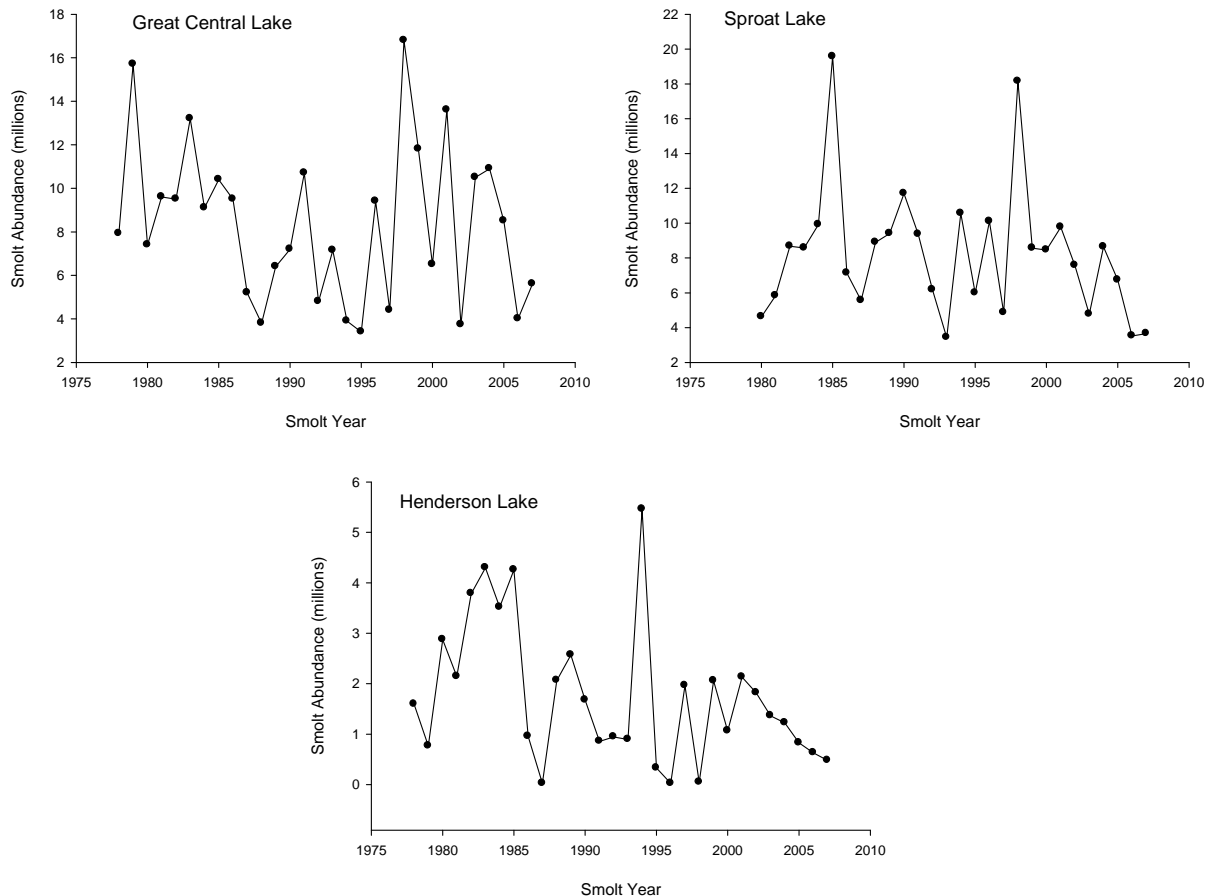 Great Central Lake
Smolt Abundance (millions)
18
16
14
12
10
8
6
4
2
1975 1980 1985 1990 1995 2000 2005 2010
Smolt Year
Sproat Lake
Smolt Abundance (millions)
22
20
18
16
14
12
10
8
6
4
2
1975 1980 1985 1990 1995 2000 2005 2010
Smolt Year
Henderson Lake
Smolt Abundance (millions)
6
5
4
3
2
1
0
1975 1980 1985 1990 1995 2000 2005 2010
Smolt Year